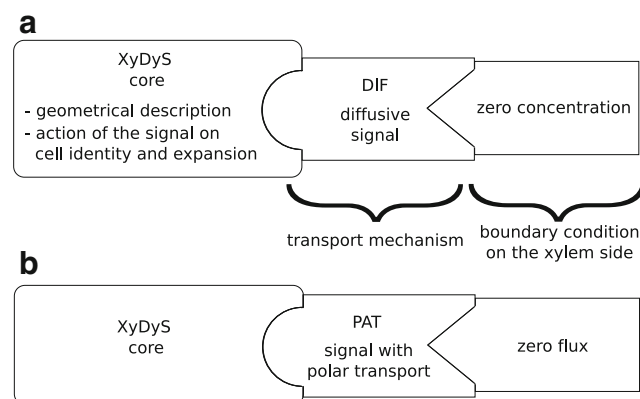 a
XyDyS
core
- geometrical description
- action of the signal on
cell identity and expansion
DIF
diffusive
signal
zero concentration
transport mechanism
boundary condition
on the xylem side
b
XyDyS
core
PAT
signal with
polar transport
zero flux